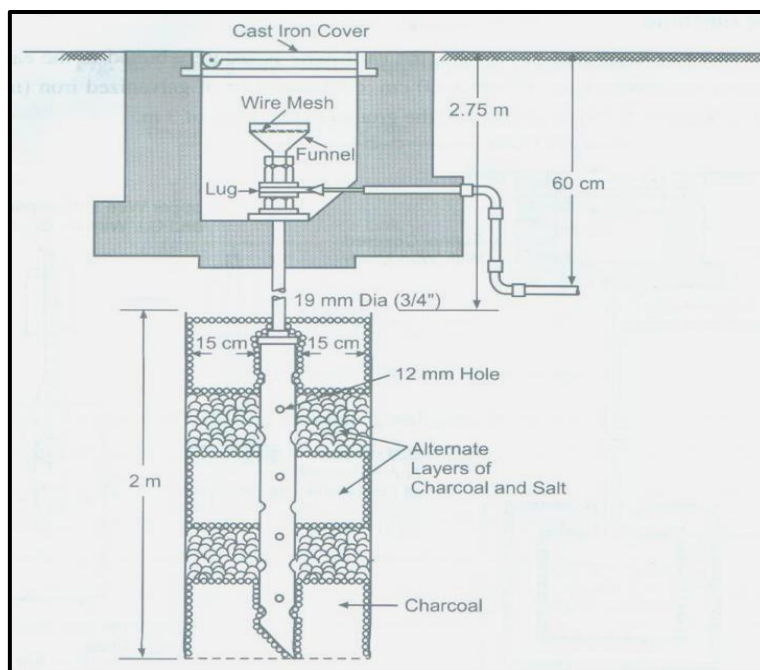 Cast Iron Cover
Wire Mesh
Funnel
Lug
2.75 m
60 cm
19 mm Dia (3/4")
15 cm
15 cm
12 mm Hole
Alternate
Layers of
Charcoal and Salt
2 m
Charcoal